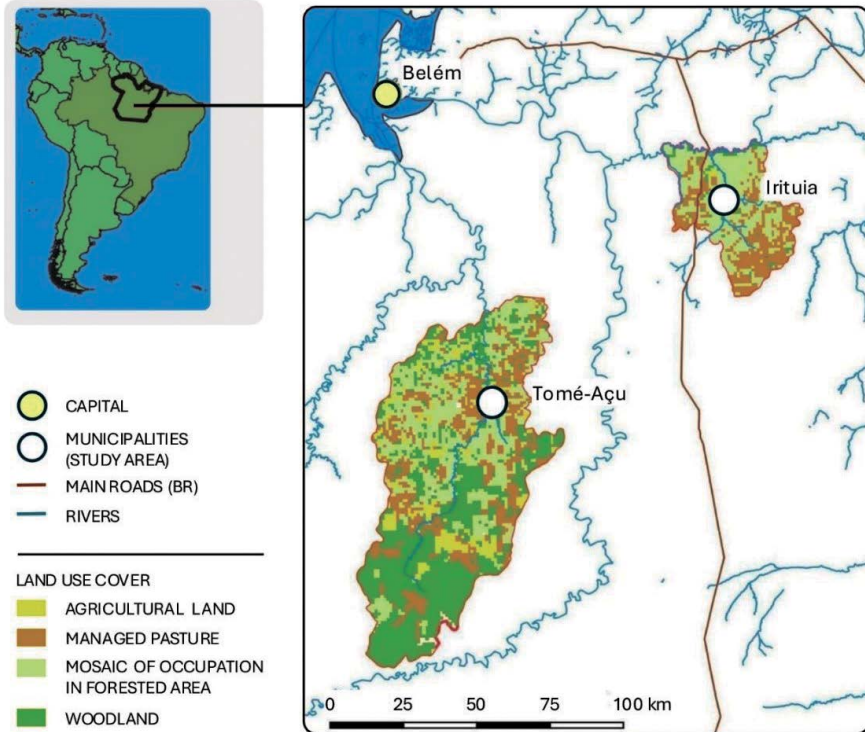 Belém
Irituia
Tomé-Açu
CAPITAL
MUNICIPALITIES
(STUDY AREA)
MAIN ROADS (BR)
RIVERS
LAND USE COVER
AGRICULTURAL LAND
MANAGED PASTURE
MOSAIC OF OCCUPATION
IN FORESTED AREA
WOODLAND
0 25 50 75 100 km